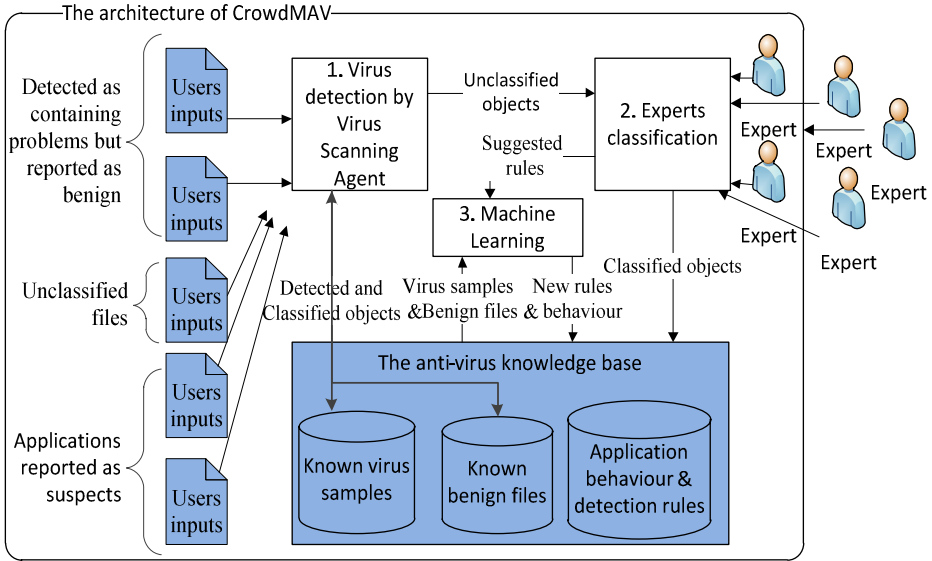 The architecture of CrowdMAV
Detected as
containing
problems but
reported as
benign
Unclassified
files
Applications
reported as
suspects
Users
inputs
Users
inputs
Users
inputs
Users
inputs
Users
inputs
1. Virus
detection by
Virus
Scanning
Agent
Unclassified
objects
Suggested
rules
2. Experts
classification
3. Machine
Learning
Expert
Expert
Expert
Expert
Expert
Detected and
Classified objects
Virus samples
&Benign files
New rules
& behaviour
Classified objects
The anti-virus knowledge base
Known virus
samples
Known
benign files
Application
behaviour &
detection rules